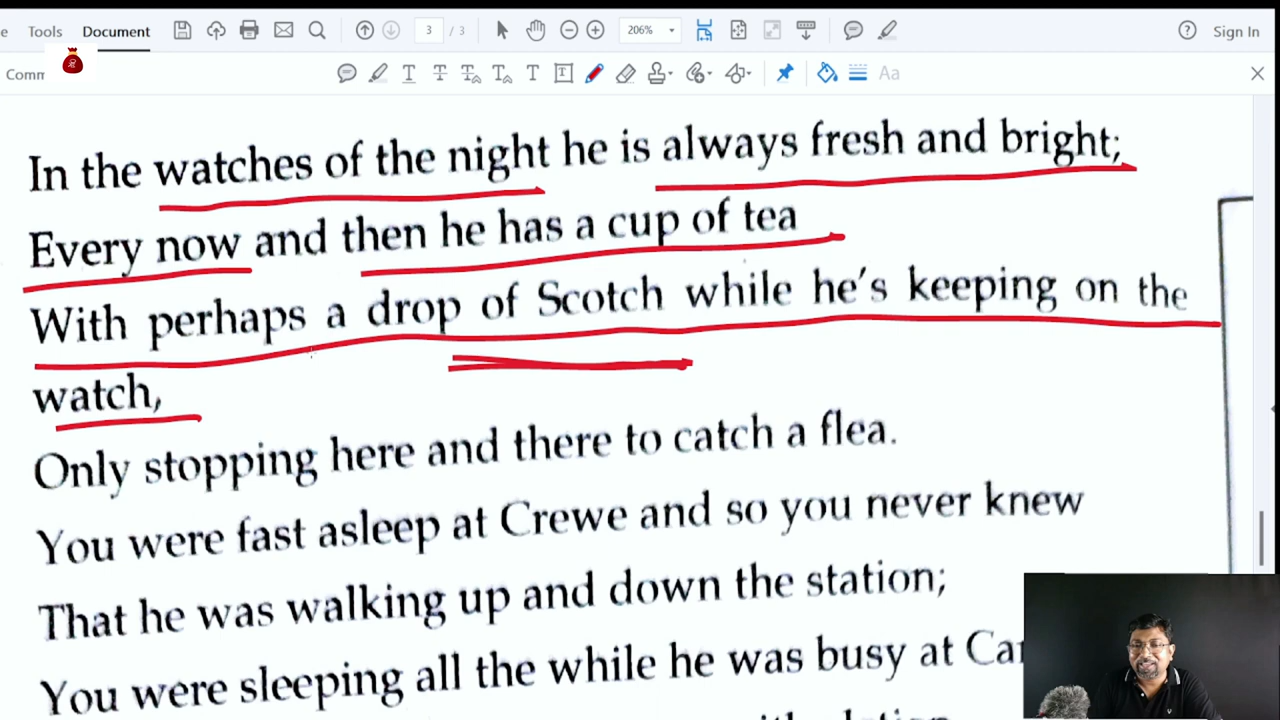 Tools Document 3 / 3 206% Sign In
Comm
In the watches of the night he is always fresh and bright;
Every now and then he has a cup of tea
With perhaps a drop of Scotch while he's keeping on the
watch,
Only stopping here and there to catch a flea.
You were fast asleep at Crewe and so you never knew
That he was walking up and down the station;
You were sleeping all the while he was busy at